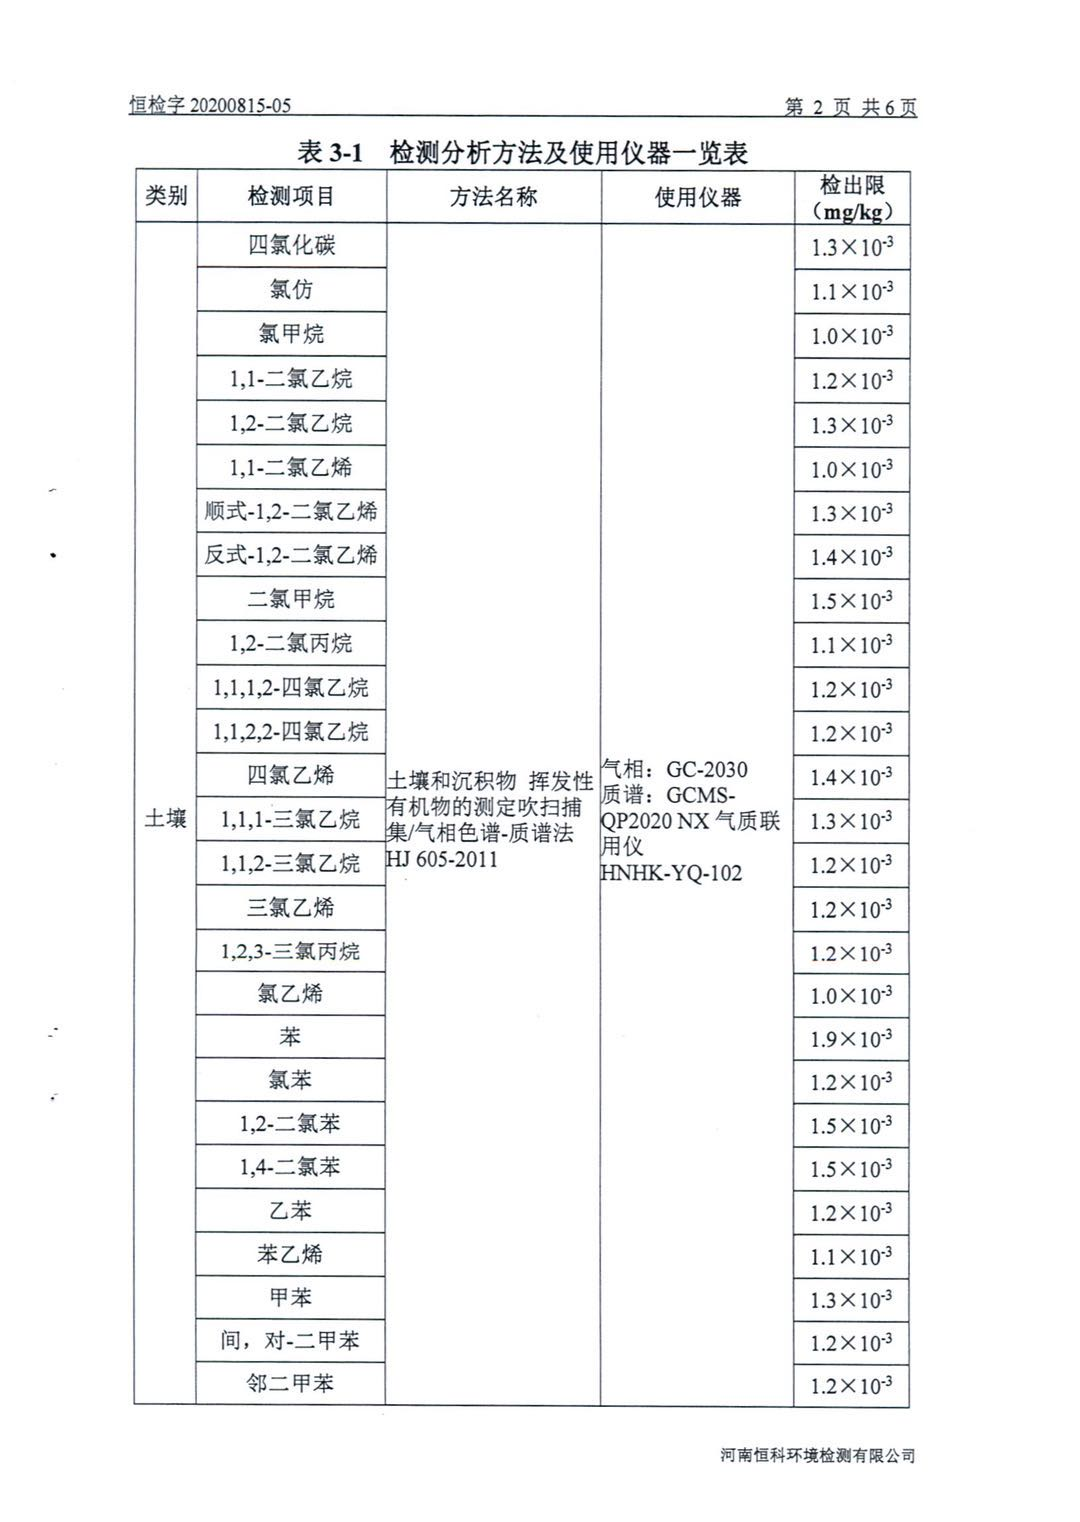 恒检字 20200815-05
第 2 页 共6页
表 3-1 检测分析方法及使用仪器一览表
类别 检测项目 方法名称 使用仪器 检出限（mg/kg）
四氯化碳 1.3×10-3
氯仿 1.1×10-3
氯甲烷 1.0×10-3
1,1-二氯乙烷 1.2×10-3
1,2-二氯乙烷 1.3×10-3
1,1-二氯乙烯 1.0×10-3
顺式-1,2-二氯乙烯 1.3×10-3
反式-1,2-二氯乙烯 1.4×10-3
二氯甲烷 1.5×10-3
1,2-二氯丙烷 1.1×10-3
1,1,1,2-四氯乙烷 1.2×10-3
1,1,2,2-四氯乙烷 1.2×10-3
四氯乙烯 1.4×10-3
土壤
土壤和沉积物 挥发性
有机物的测定吹扫捕
集/气相色谱-质谱法
HJ 605-2011
气相：GC-2030
质谱：GCMS-
QP2020 NX 气质联
用仪
HNHK-YQ-102
1,1,1-三氯乙烷 1.3×10-3
1,1,2-三氯乙烷 1.2×10-3
三氯乙烯 1.2×10-3
1,2,3-三氯丙烷 1.2×10-3
氯乙烯 1.0×10-3
苯 1.9×10-3
氯苯 1.2×10-3
1,2-二氯苯 1.5×10-3
1,4-二氯苯 1.5×10-3
乙苯 1.2×10-3
苯乙烯 1.1×10-3
甲苯 1.3×10-3
间，对-二甲苯 1.2×10-3
邻二甲苯 1.2×10-3
河南恒科环境检测有限公司